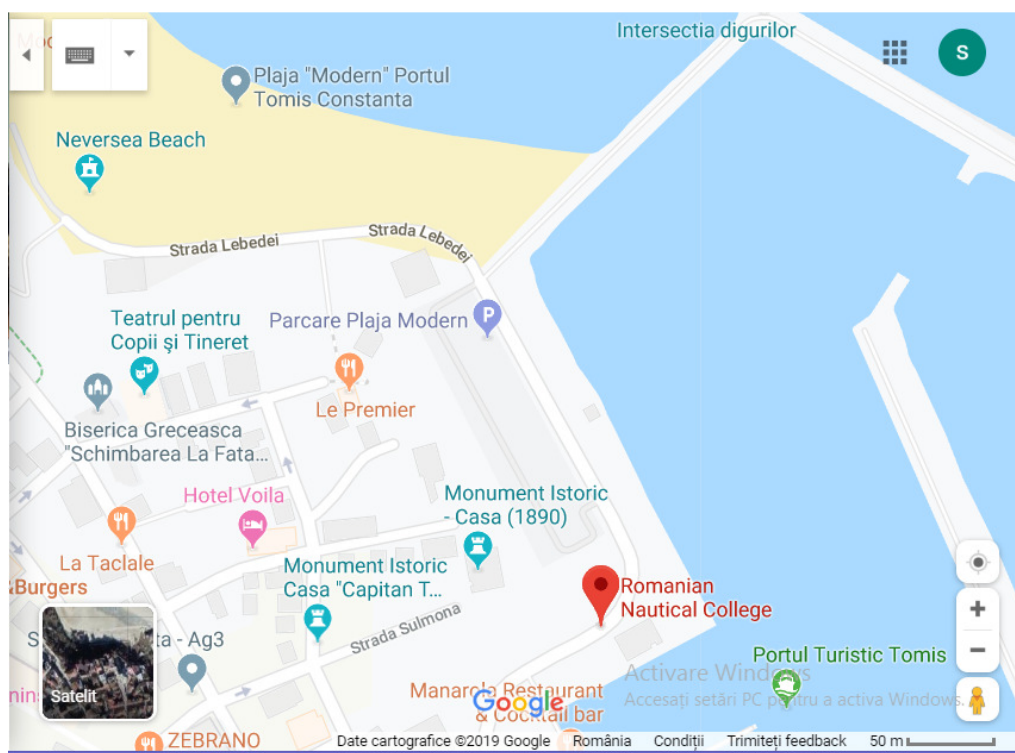 Intersectia digurilor
S
Plaja "Modern" Portul
Tomis Constanta
Neversea Beach
Strada Lebedei
Strada Lebedei
Teatrul pentru
Copii și Tineret
Parcare Plaja Modern
P
Le Premier
Biserica Greceasca
"Schimbarea La Fata...
Hotel Voila
Monument Istoric
- Casa (1890)
La Taclale
&Burgers
Monument Istoric
Casa "Capitan T...
Romanian
Nautical College
Strada Sulmona
ta - Ag3
Portul Turistic Tomis
Satelit
Manarola Restaurant
& Cocktail bar
Google
Activare Windows
Accesați setări PC pentru a activa Windows.
ZEBRANO
Date cartografice ©2019 Google România Condiții Trimiteți feedback 50 m